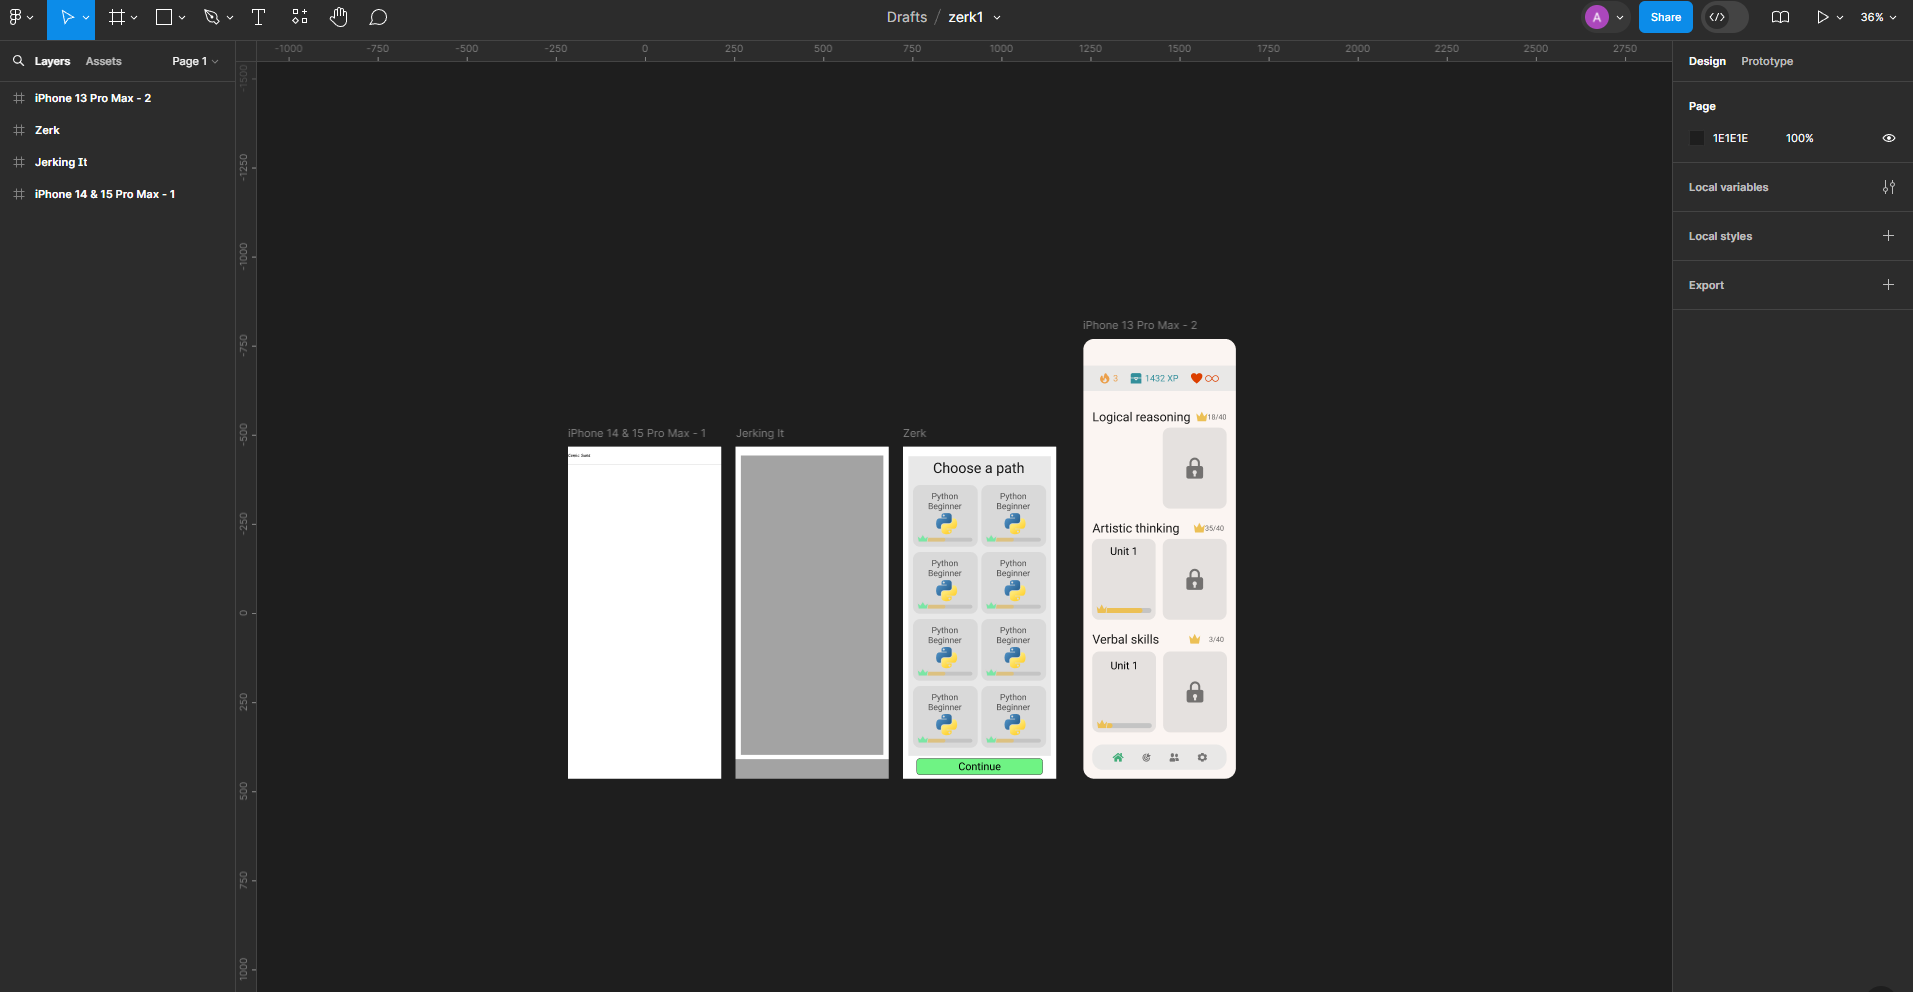 Drafts / zerk1
A
Share
36%
Layers
Assets
Page 1
iPhone 13 Pro Max - 2
Zerk
Jerking It
iPhone 14 & 15 Pro Max - 1
-1000 -750 -500 -250 0 250 500 750 1000 1250 1500 1750 2000 2250 2500 2750
-1500
-1250
-1000
-750
-500
-250
0
250
500
750
1000
iPhone 14 & 15 Pro Max - 1
Comic Sans
Jerking It
Zerk
Choose a path
Python Beginner
Python Beginner
Python Beginner
Python Beginner
Python Beginner
Python Beginner
Python Beginner
Python Beginner
Continue
iPhone 13 Pro Max - 2
3
1432 XP
Logical reasoning
18/40
Artistic thinking
35/40
Unit 1
Verbal skills
3/40
Unit 1
Design
Prototype
Page
1E1E1E
100%
Local variables
Local styles
Export